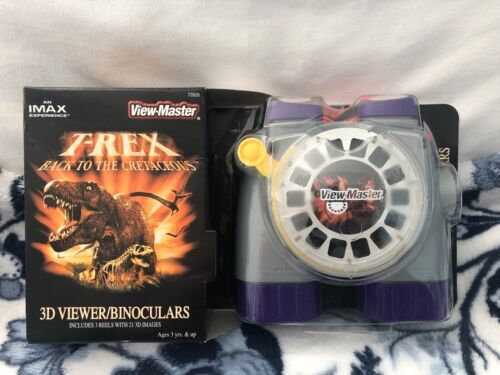 AN
IMAX
EXPERIENCE
View-Master®
T-REX
BACK TO THE CRETACEOUS
3D VIEWER/BINOCULARS
INCLUDES 3 REELS WITH 21 3D IMAGES
Ages 3 yrs. & up
View-Master
ARS